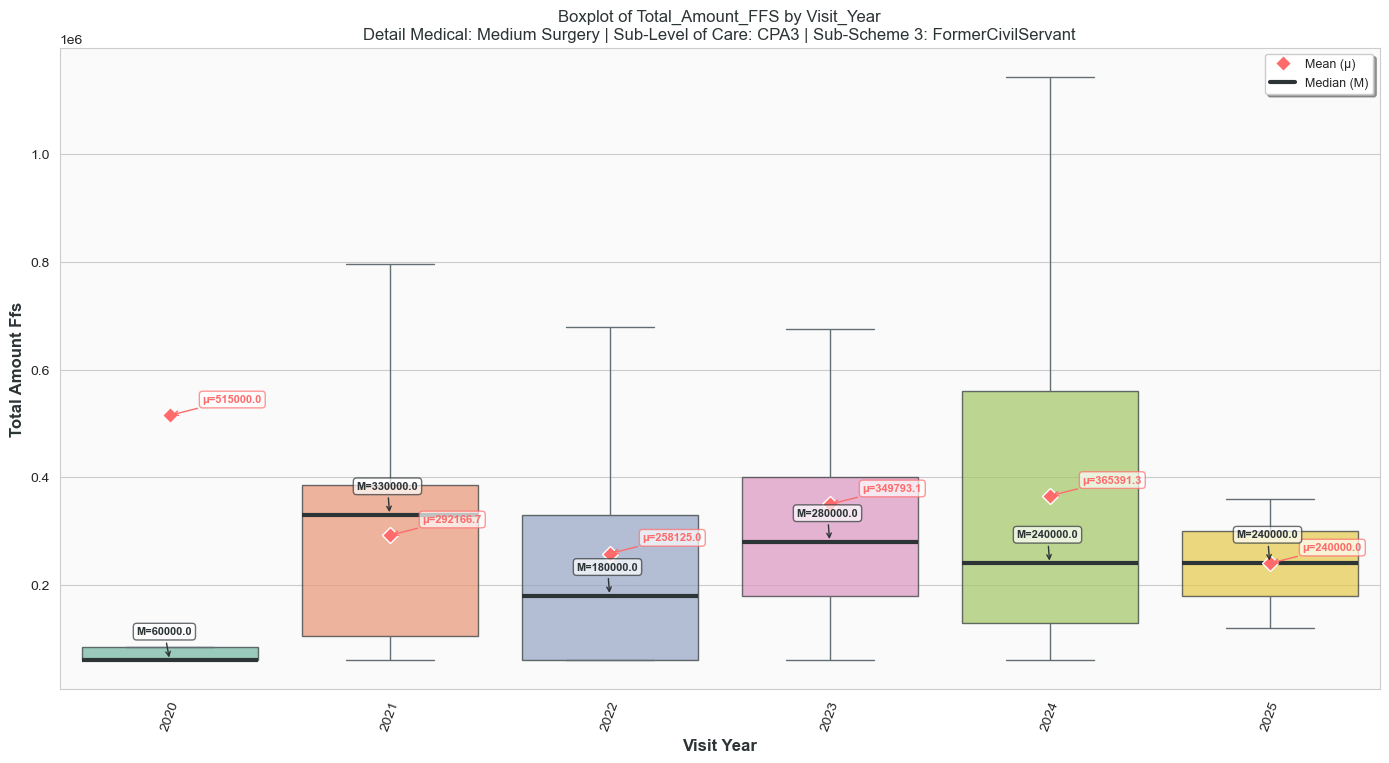 Boxplot of Total_Amount_FFS by Visit_Year
Detail Medical: Medium Surgery | Sub-Level of Care: CPA3 | Sub-Scheme 3: FormerCivilServant
1e6
Mean (μ)
Median (M)
1.0
0.8
0.6
0.4
0.2
Total Amount Ffs
μ=515000.0
M=60000.0
M=330000.0
μ=292166.7
μ=258125.0
M=180000.0
μ=349793.1
M=280000.0
μ=365391.3
M=240000.0
M=240000.0
μ=240000.0
2020
2021
2022
2023
2024
2025
Visit Year